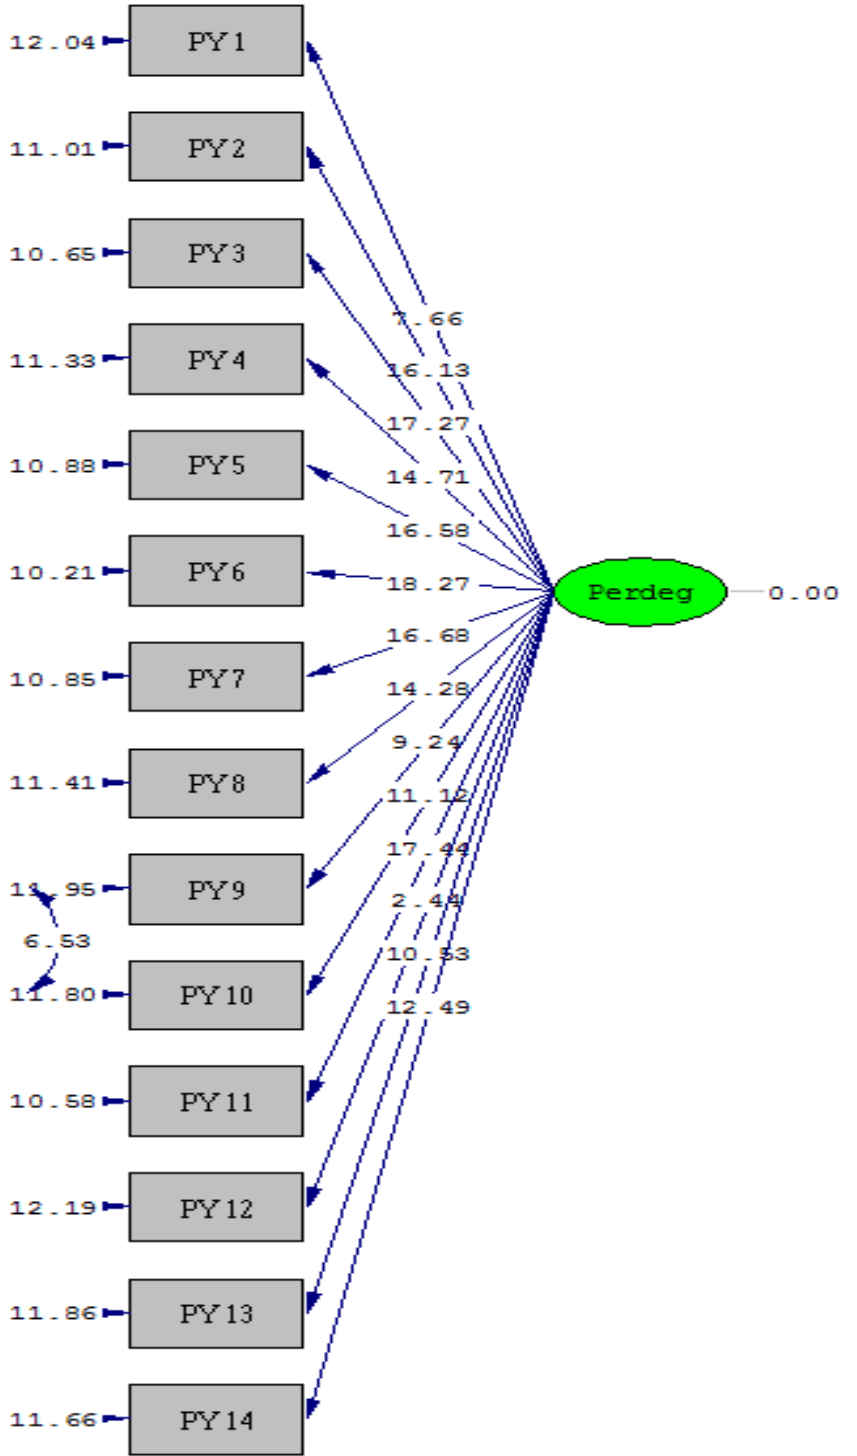 12.04 PY1
11.01 PY2
10.65 PY3
7.66
11.33 PY4
16.13
17.27
10.88 PY5
14.71
16.58
10.21 PY6
18.27
Perdeg 0.00
16.68
10.85 PY7
14.28
9.24
11.41 PY8
11.12
17.44
11.95 PY9
2.44
6.53
10.53
11.80 PY10
12.49
10.58 PY11
12.19 PY12
11.86 PY13
11.66 PY14